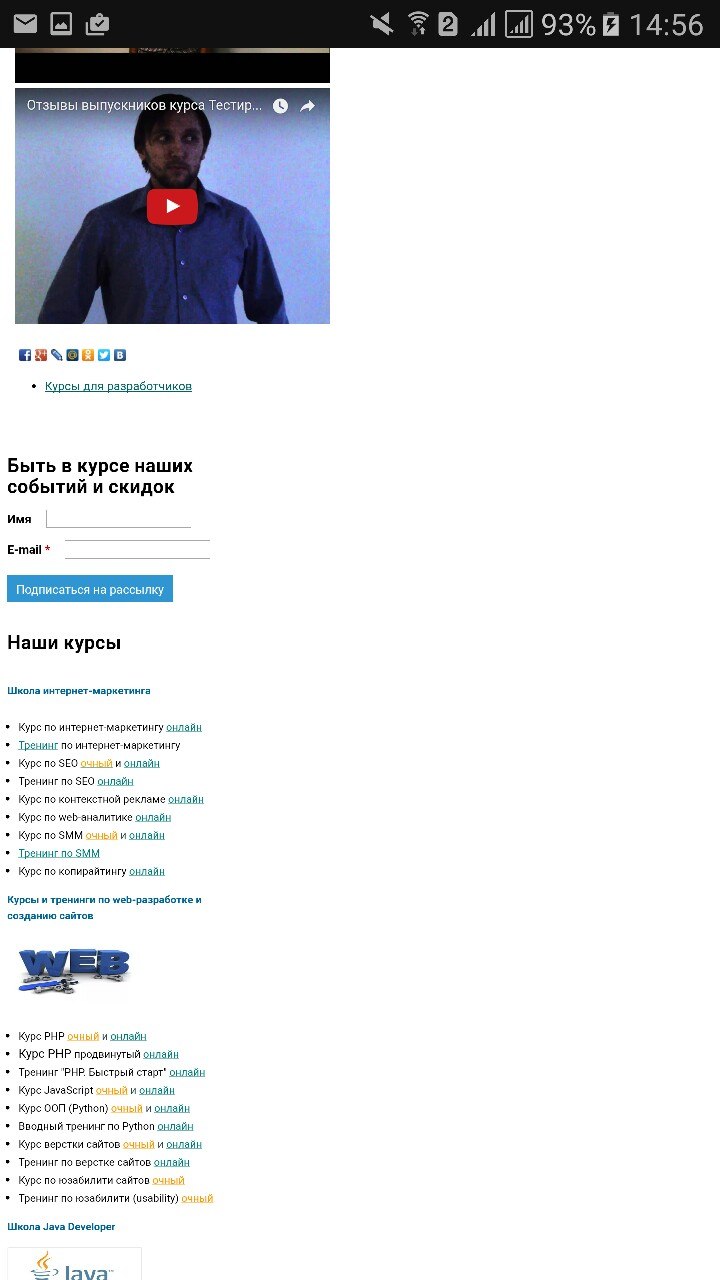 2 93% 14:56
Отзывы выпускников курса Тестир...
Курсы для разработчиков
Быть в курсе наших
событий и скидок
Имя
E-mail *
Подписаться на рассылку
Наши курсы
Школа интернет-маркетинга
Курс по интернет-маркетингу онлайн
Тренинг по интернет-маркетингу
Курс по SEO очный и онлайн
Тренинг по SEO онлайн
Курс по контекстной рекламе онлайн
Курс по web-аналитике онлайн
Курс по SMM очный и онлайн
Тренинг по SMM
Курс по копирайтингу онлайн
Курсы и тренинги по web-разработке и
созданию сайтов
WEB
Курс PHP очный и онлайн
Курс PHP продвинутый онлайн
Тренинг "PHP. Быстрый старт" онлайн
Курс JavaScript очный и онлайн
Курс ООП (Python) очный и онлайн
Вводный тренинг по Python онлайн
Курс верстки сайтов очный и онлайн
Тренинг по верстке сайтов онлайн
Курс по юзабилити сайтов очный
Тренинг по юзабилити (usability) очный
Школа Java Developer
Java™